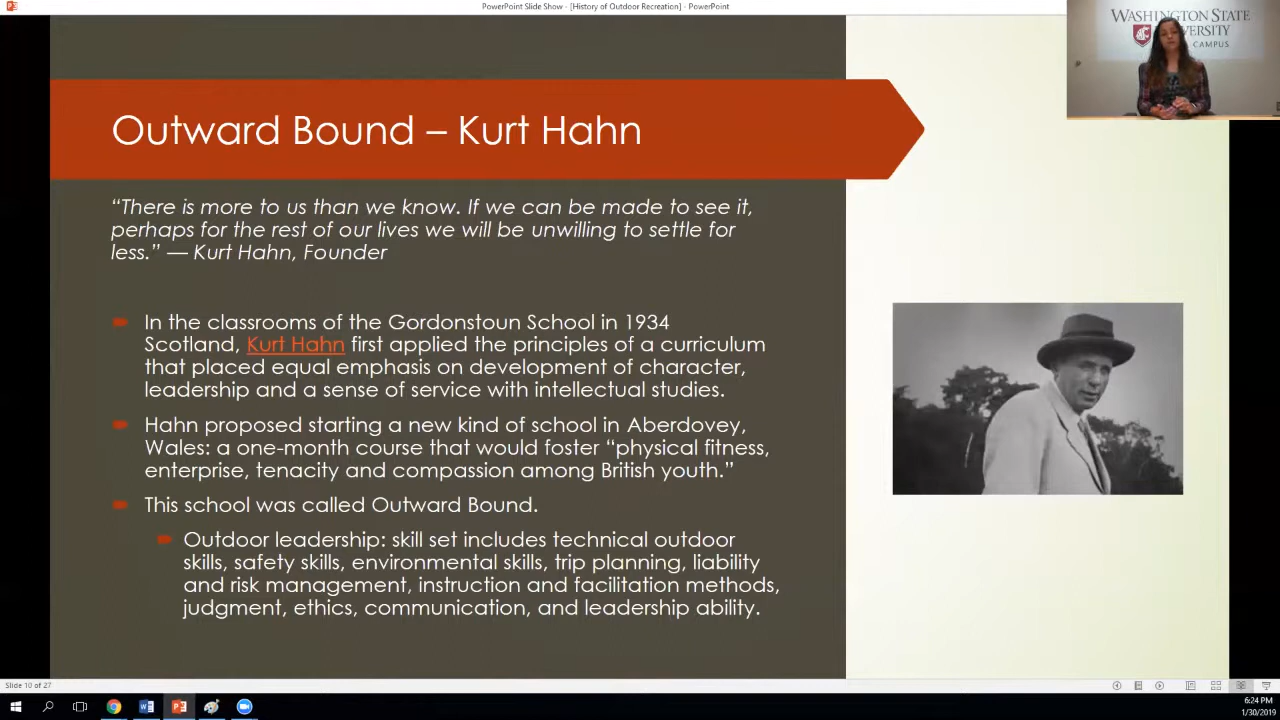 PowerPoint Slide Show - [History of Outdoor Recreation] - PowerPoint
WASHINGTON STATE
UNIVERSITY
CAMPUS
Outward Bound – Kurt Hahn
“There is more to us than we know. If we can be made to see it,
perhaps for the rest of our lives we will be unwilling to settle for
less.” — Kurt Hahn, Founder
In the classrooms of the Gordonstoun School in 1934
Scotland, Kurt Hahn first applied the principles of a curriculum
that placed equal emphasis on development of character,
leadership and a sense of service with intellectual studies.
Hahn proposed starting a new kind of school in Aberdovey,
Wales: a one-month course that would foster “physical fitness,
enterprise, tenacity and compassion among British youth.”
This school was called Outward Bound.
Outdoor leadership: skill set includes technical outdoor
skills, safety skills, environmental skills, trip planning, liability
and risk management, instruction and facilitation methods,
judgment, ethics, communication, and leadership ability.
Slide 10 of 27
6:24 PM
1/30/2019